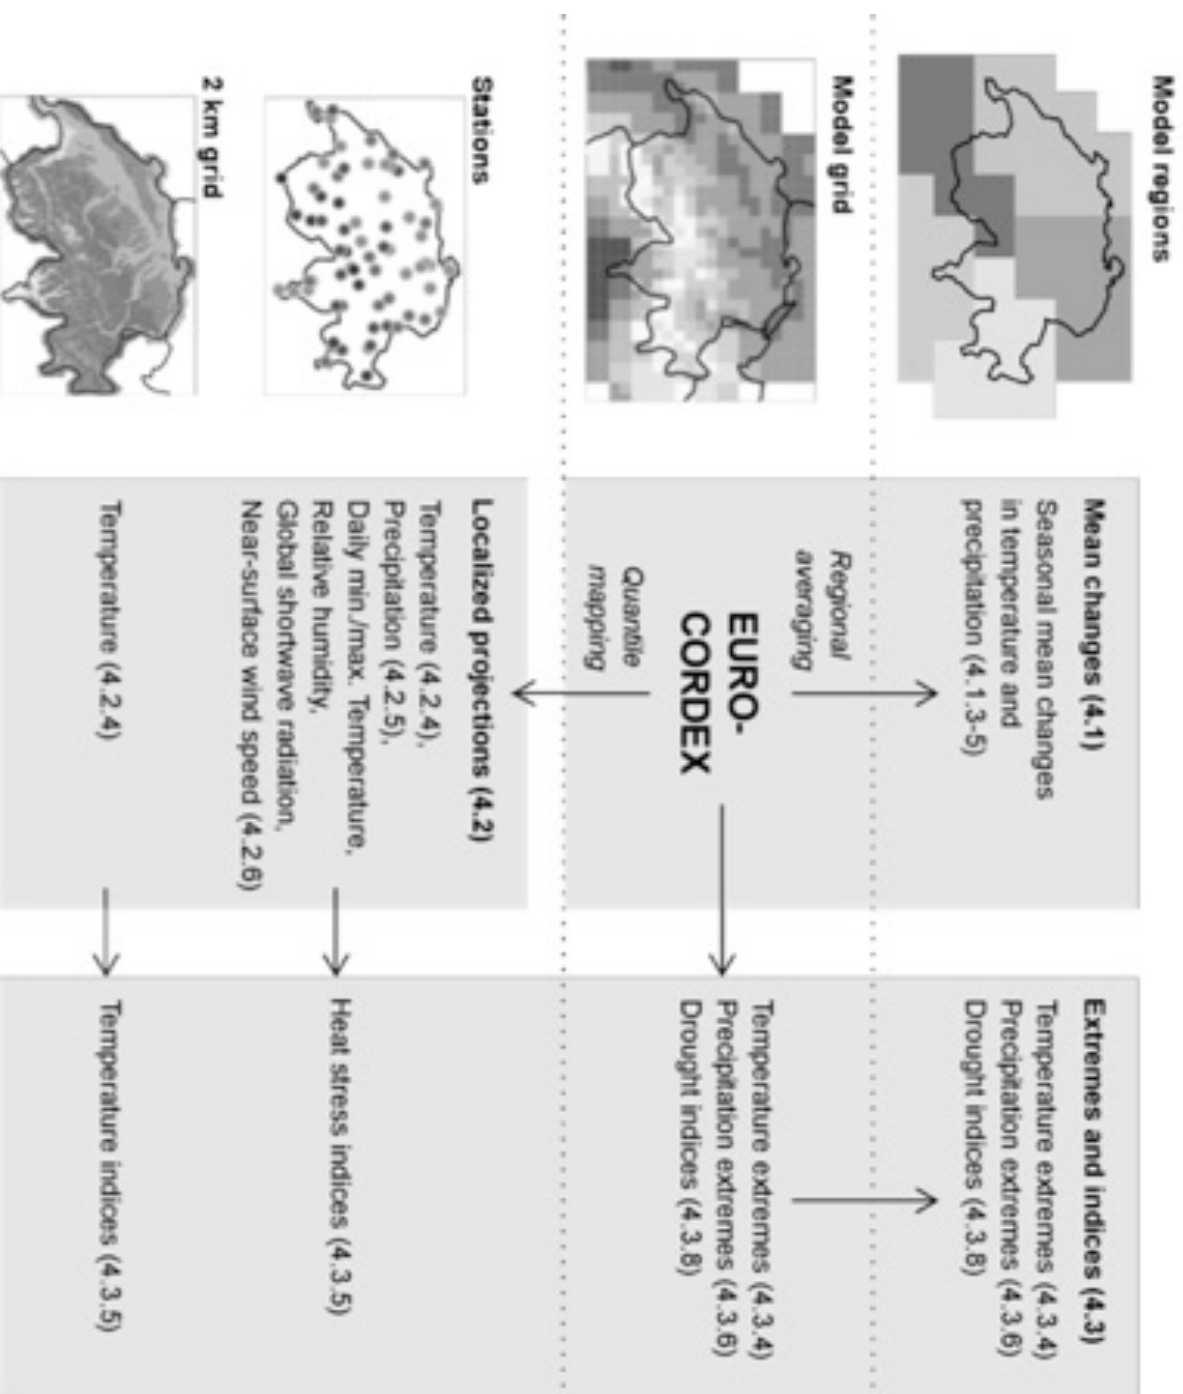 Model regions
Mean changes (4.1)
Seasonal mean changes
in temperature and
precipitation (4.1.3-5)
Extremes and indices (4.3)
Temperature extremes (4.3.4)
Precipitation extremes (4.3.6)
Drought indices (4.3.8)
Regional
averaging
Model grid
EURO-
CORDEX
Temperature extremes (4.3.4)
Precipitation extremes (4.3.6)
Drought indices (4.3.8)
Quantile
mapping
Stations
Localized projections (4.2)
Temperature (4.2.4),
Precipitation (4.2.5),
Daily min./max. Temperature,
Relative humidity,
Global shortwave radiation,
Near-surface wind speed (4.2.6)
Heat stress indices (4.3.5)
2 km grid
Temperature (4.2.4)
Temperature indices (4.3.5)